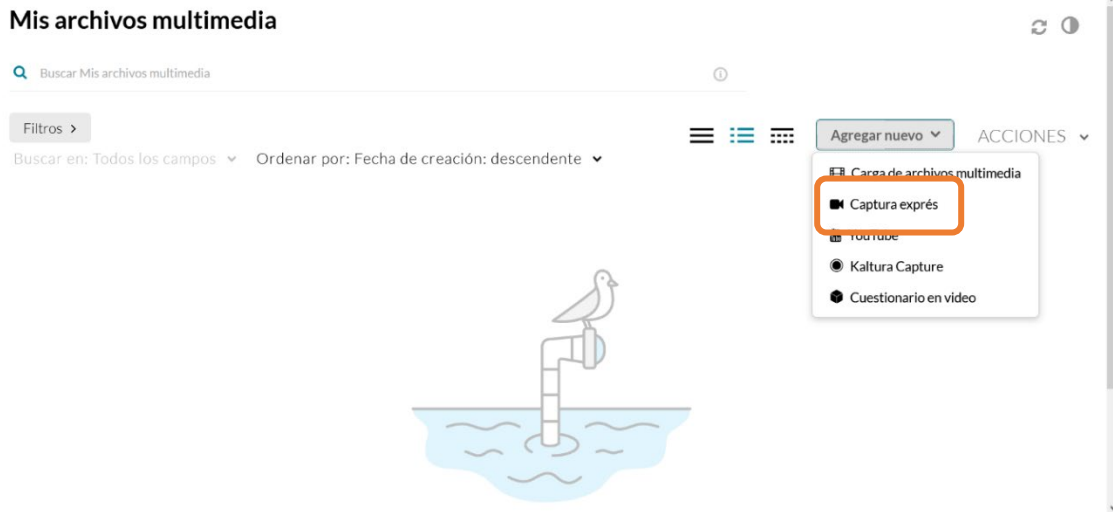 Mis archivos multimedia
Buscar Mis archivos multimedia
Filtros >
Agregar nuevo
ACCIONES
Buscar en: Todos los campos
Ordenar por: Fecha de creación: descendente
Carga de archivos multimedia
Captura exprés
YouTube
Kaltura Capture
Cuestionario en video